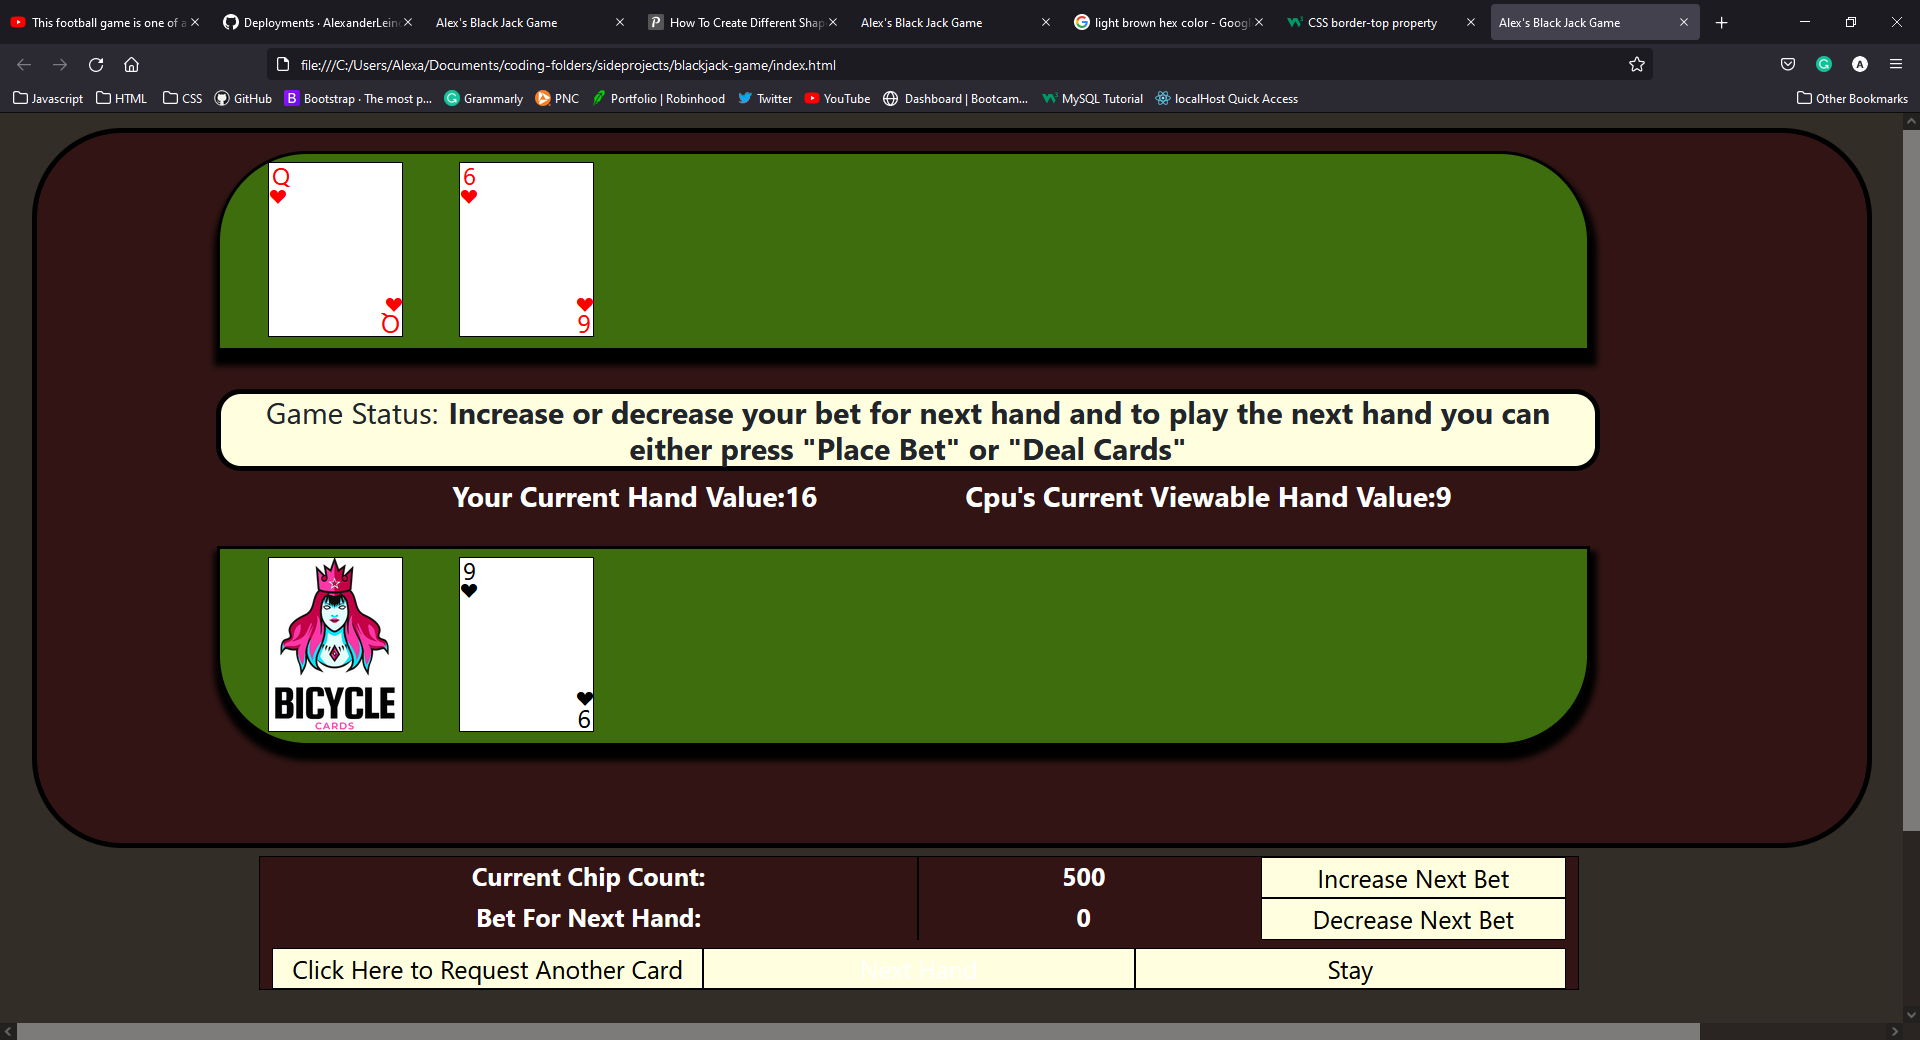 This football game is one of a
Deployments · AlexanderLein
Alex's Black Jack Game
How To Create Different Shap
Alex's Black Jack Game
light brown hex color - Goog
CSS border-top property
Alex's Black Jack Game
file:///C:/Users/Alexa/Documents/coding-folders/sideprojects/blackjack-game/index.html
Javascript
HTML
CSS
GitHub
Bootstrap · The most p...
Grammarly
PNC
Portfolio | Robinhood
Twitter
YouTube
Dashboard | Bootcam...
MySQL Tutorial
localHost Quick Access
Other Bookmarks
Q
6
Q
6
Game Status: Increase or decrease your bet for next hand and to play the next hand you can
either press "Place Bet" or "Deal Cards"
Your Current Hand Value:16
Cpu's Current Viewable Hand Value:9
9
BICYCLE
CARDS
9
Current Chip Count:
500
Increase Next Bet
Bet For Next Hand:
0
Decrease Next Bet
Click Here to Request Another Card
Next Hand
Stay